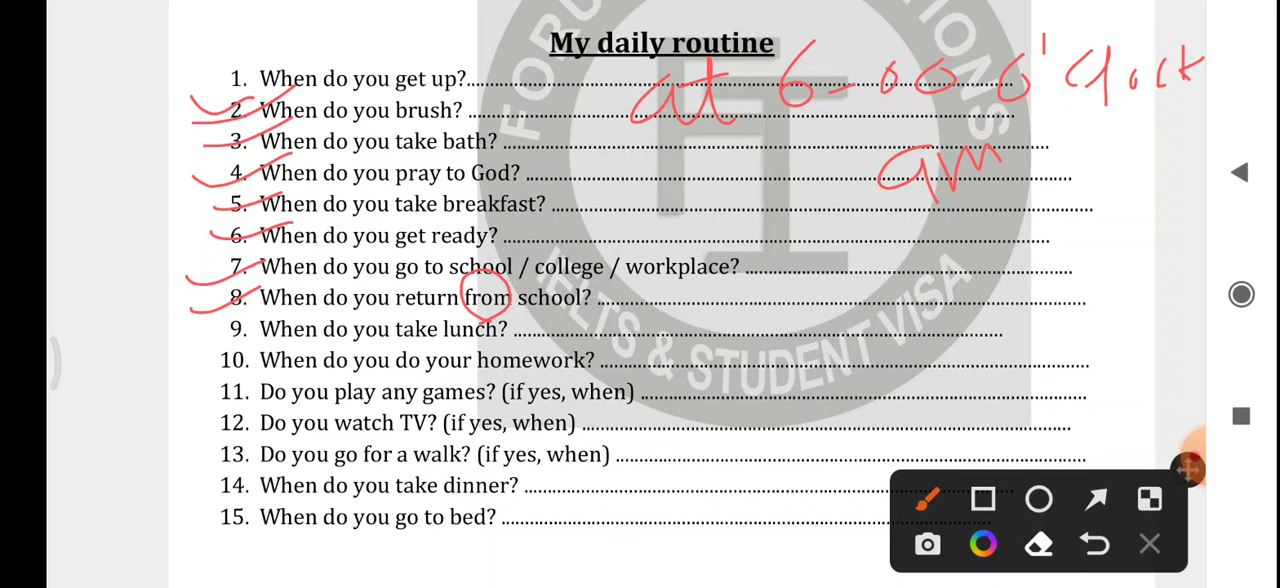 My daily routine
1. When do you get up?
at 6-00 o'clock
2. When do you brush?
3. When do you take bath?
am
4. When do you pray to God?
5. When do you take breakfast?
6. When do you get ready?
7. When do you go to school / college / workplace?
8. When do you return from school?
9. When do you take lunch?
10. When do you do your homework?
11. Do you play any games? (if yes, when)
12. Do you watch TV? (if yes, when)
13. Do you go for a walk? (if yes, when)
14. When do you take dinner?
15. When do you go to bed?
IELTS & STUDENT VISA